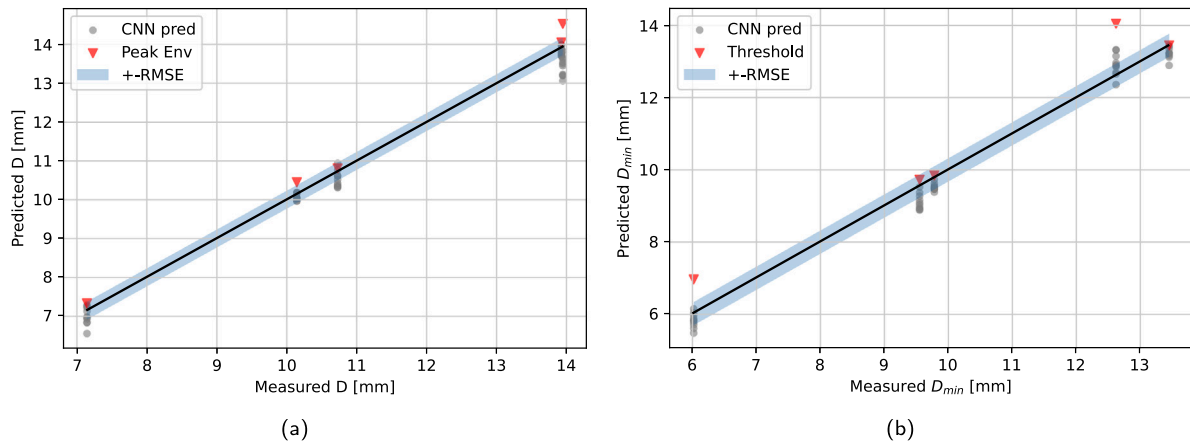 CNN pred
Peak Env
+-RMSE
14
13
12
11
10
9
8
7
Predicted D [mm]
7 8 9 10 11 12 13 14
Measured D [mm]
(a)
CNN pred
Threshold
+-RMSE
14
12
10
8
6
Predicted D_min [mm]
6 7 8 9 10 11 12 13
Measured D_min [mm]
(b)